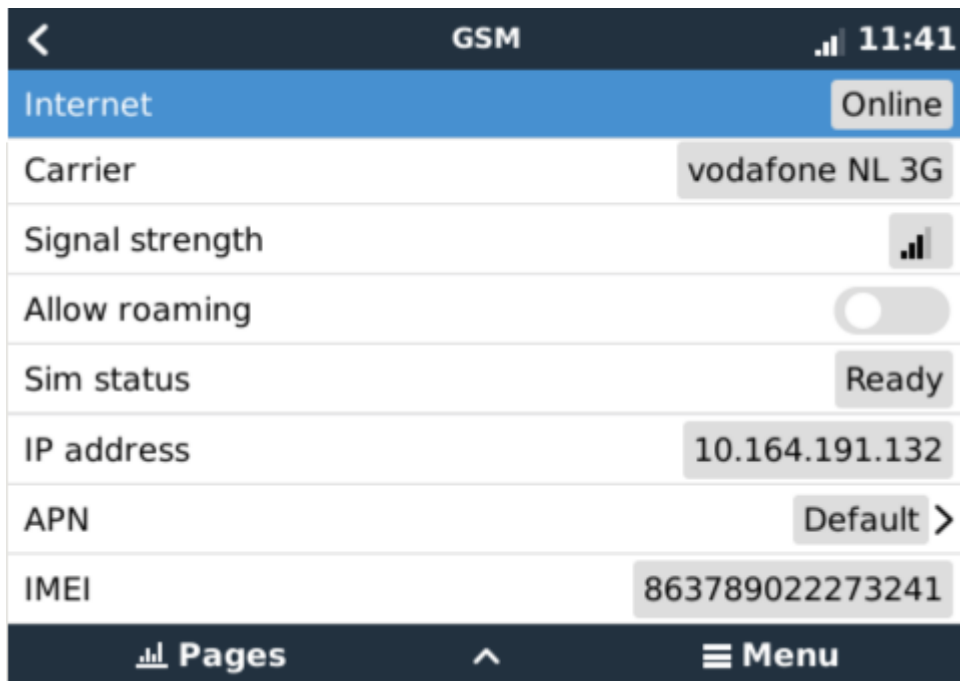 GSM 11:41
Internet Online
Carrier vodafone NL 3G
Signal strength
Allow roaming
Sim status Ready
IP address 10.164.191.132
APN Default
IMEI 863789022273241
Pages Menu